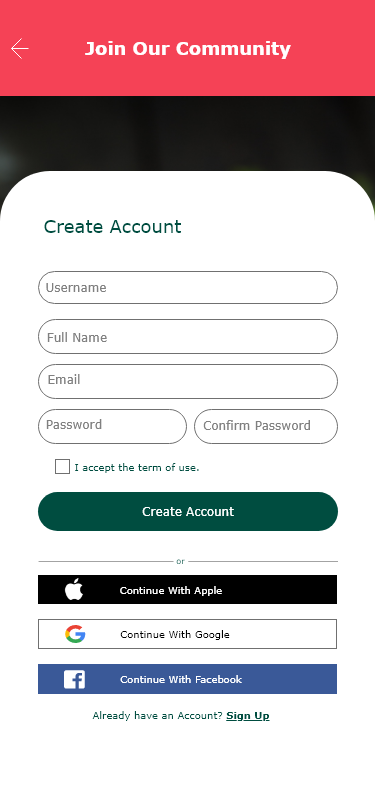 Join Our Community
Create Account
Username
Full Name
Email
Password Confirm Password
I accept the term of use.
Create Account
or
Continue With Apple
Continue With Google
Continue With Facebook
Already have an Account? Sign Up